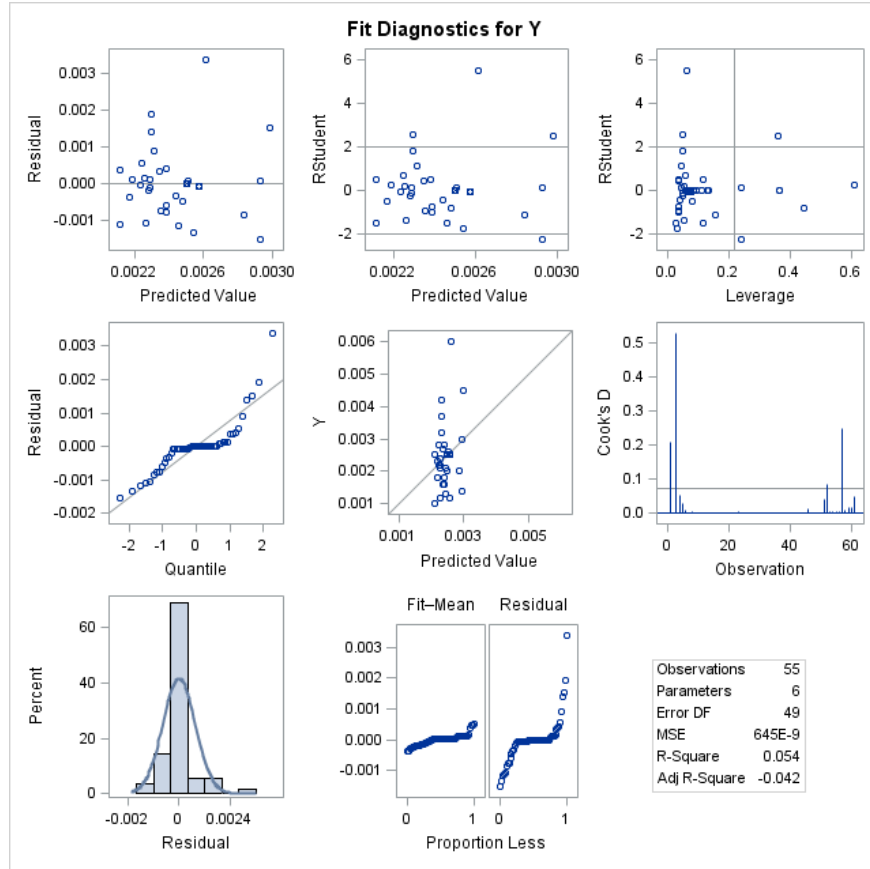 Fit Diagnostics for Y
0.003
0.002
0.001
0.000
-0.001
Residual
0.0022 0.0026 0.0030
Predicted Value
6
4
2
0
-2
RStudent
0.0022 0.0026 0.0030
Predicted Value
6
4
2
0
-2
RStudent
0.0 0.2 0.4 0.6
Leverage
0.003
0.002
0.001
0.000
-0.001
-0.002
Residual
-2 -1 0 1 2
Quantile
0.006
0.005
0.004
0.003
0.002
0.001
Y
0.001 0.003 0.005
Predicted Value
0.5
0.4
0.3
0.2
0.1
0.0
Cook's D
0 20 40 60
Observation
60
40
20
0
Percent
-0.002 0 0.0024
Residual
Fit–Mean Residual
0.003
0.002
0.001
0.000
-0.001
0 1 0 1
Proportion Less
Observations 55
Parameters 6
Error DF 49
MSE 645E-9
R-Square 0.054
Adj R-Square -0.042